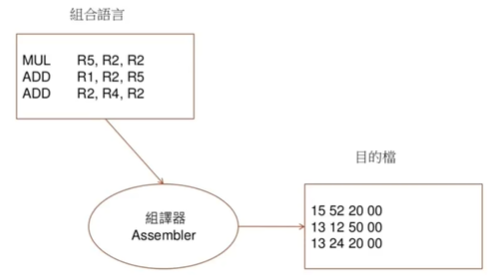 組合語言
MUL R5, R2, R2
ADD R1, R2, R5
ADD R2, R4, R2
目的檔
組譯器
Assembler
15 52 20 00
13 12 50 00
13 24 20 00